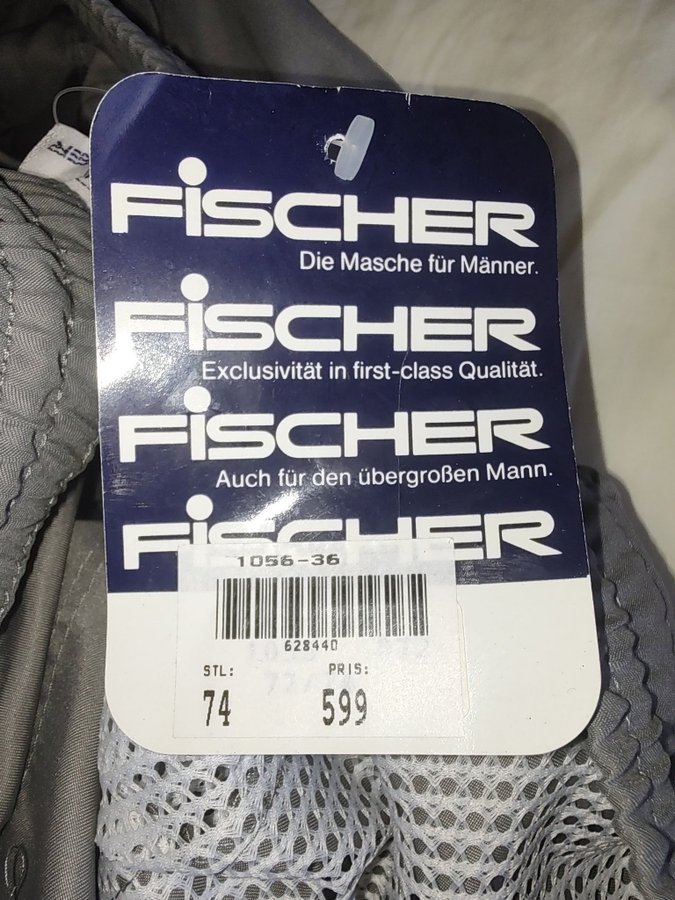 FiSCHER
Die Masche für Männer.
FiSCHER
Exclusivität in first-class Qualität.
FiSCHER
Auch für den übergroßen Mann.
FiSCHER
1056-36
628440
STL: PRIS:
74 599